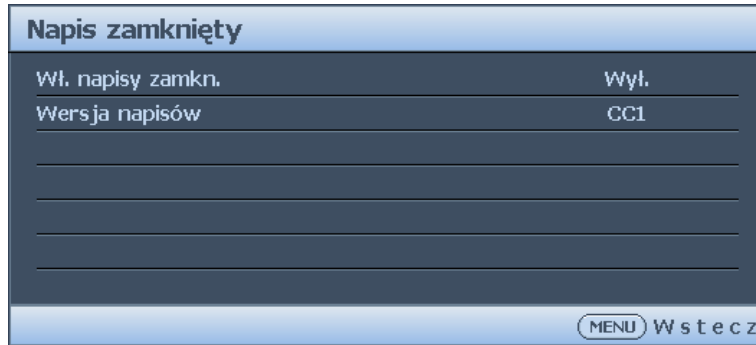 Napis zamknięty
Wł. napisy zamkn. Wył.
Wersja napisów CC1
MENU Wstecz